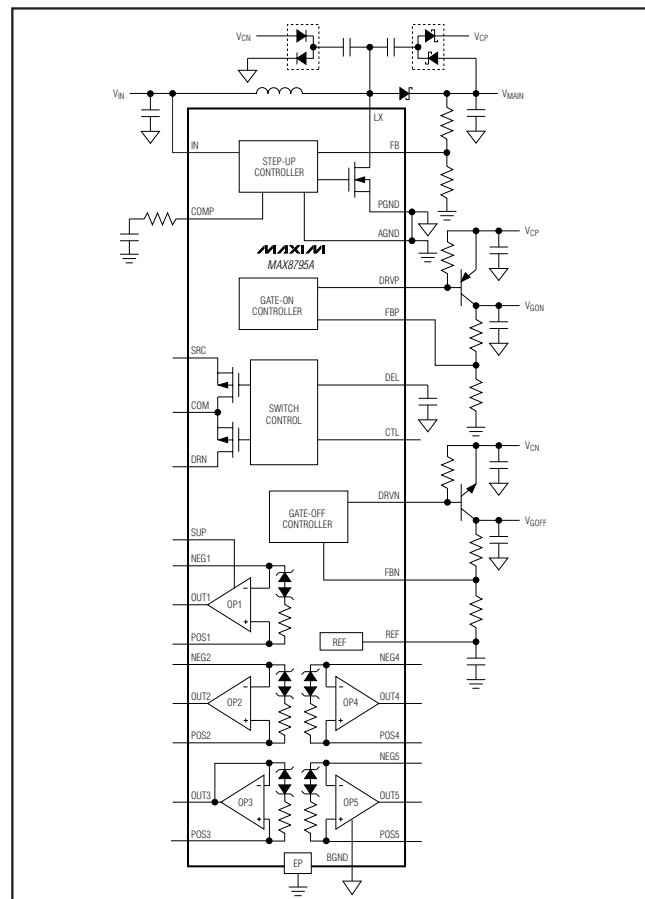 VCN
VCP
VIN
VMAIN
LX
IN
FB
STEP-UP
CONTROLLER
PGND
COMP
AGND
MAXIM
MAX8795A
VCP
DRVP
GATE-ON
CONTROLLER
VGON
FBP
SRC
DEL
COM
SWITCH
CONTROL
CTL
DRN
VCN
DRVN
GATE-OFF
CONTROLLER
VGOFF
SUP
NEG1
FBN
OUT1
OP1
POS1
REF
REF
NEG2
NEG4
OUT2
OP2
OP4
OUT4
POS2
POS4
NEG5
OUT3
OP3
OP5
OUT5
POS3
POS5
EP
BGND